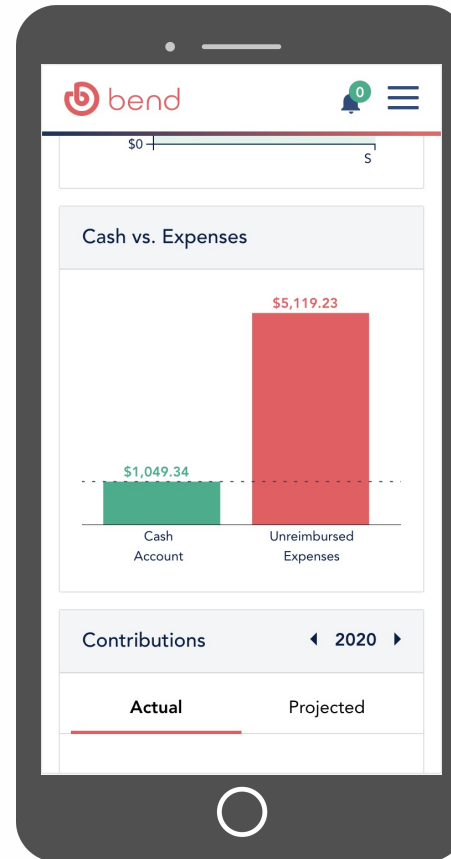 bend
0
$0
S
Cash vs. Expenses
$5,119.23
$1,049.34
Cash
Account
Unreimbursed
Expenses
Contributions
2020
Actual
Projected